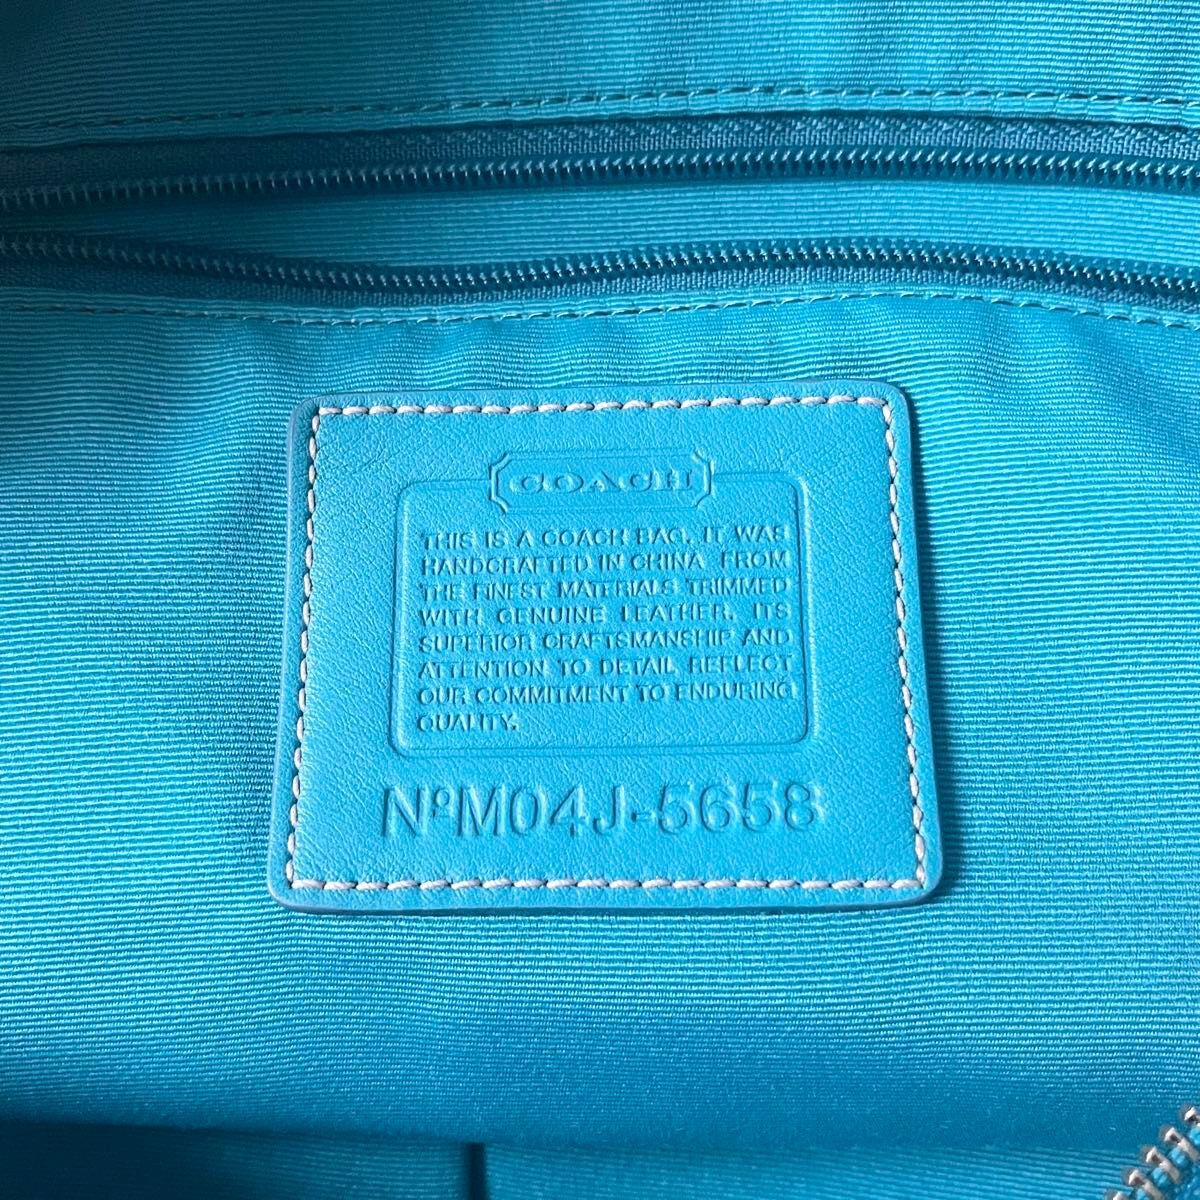 COACH
THIS IS A COACH BAG. IT WAS
HANDCRAFTED IN CHINA FROM
THE FINEST MATERIALS TRIMMED
WITH GENUINE LEATHER. ITS
SUPERIOR CRAFTSMANSHIP AND
ATTENTION TO DETAIL REFLECT
OUR COMMITMENT TO ENDURING
QUALITY.
NºM04J-5658